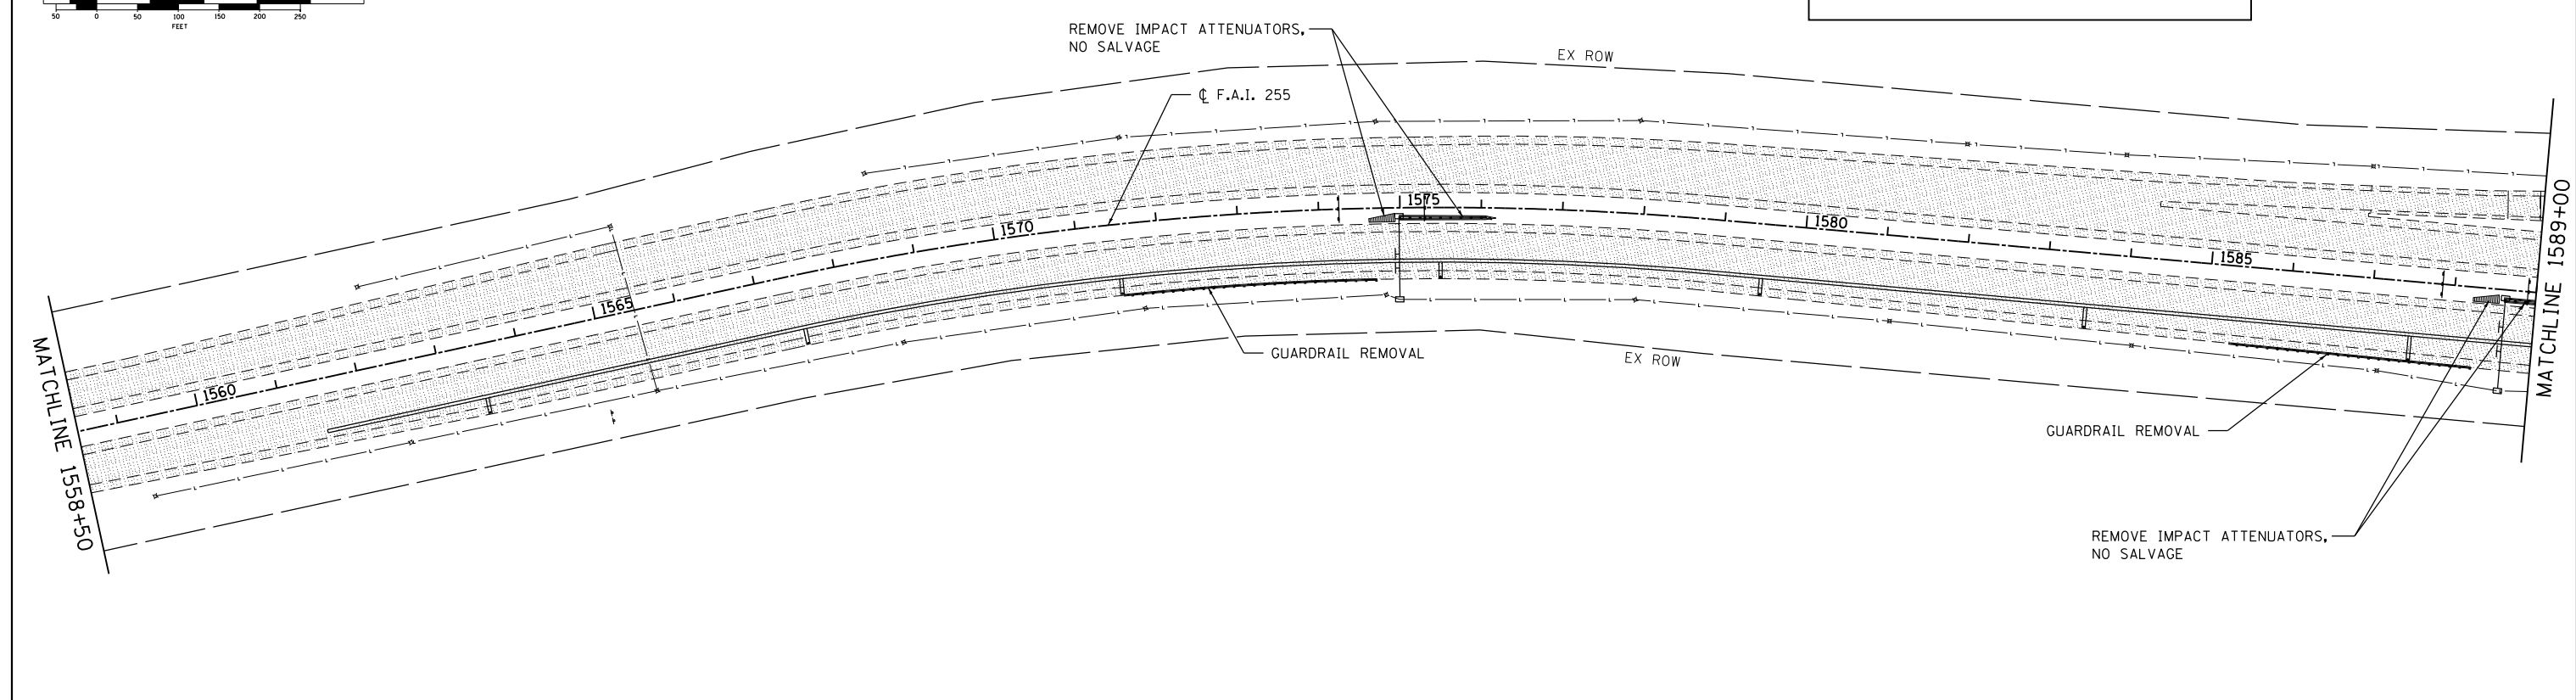 50 0 50 100 150 200 250
FEET
REMOVE IMPACT ATTENUATORS,
NO SALVAGE
EX ROW
℄ F.A.I. 255
1575
1570
1580
1585
1565
1560
MATCHLINE 1558+50
MATCHLINE 1589+00
GUARDRAIL REMOVAL
EX ROW
GUARDRAIL REMOVAL
REMOVE IMPACT ATTENUATORS,
NO SALVAGE